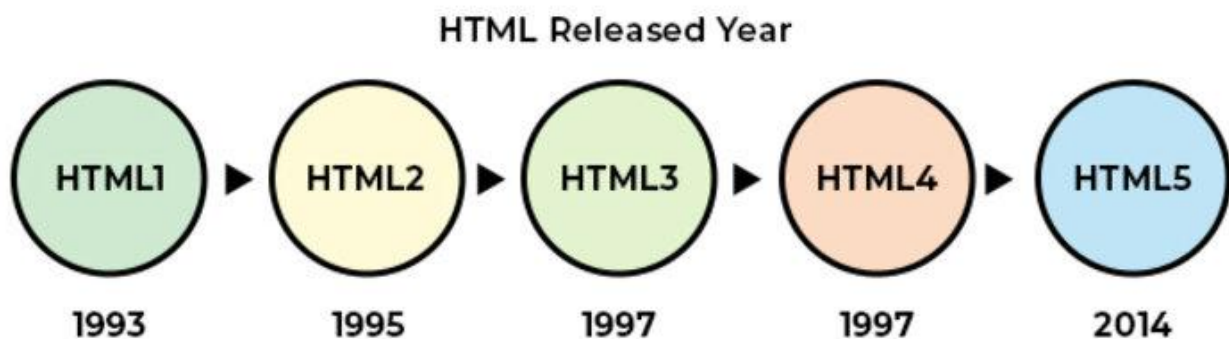 HTML Released Year
HTML1 HTML2 HTML3 HTML4 HTML5
1993 1995 1997 1997 2014